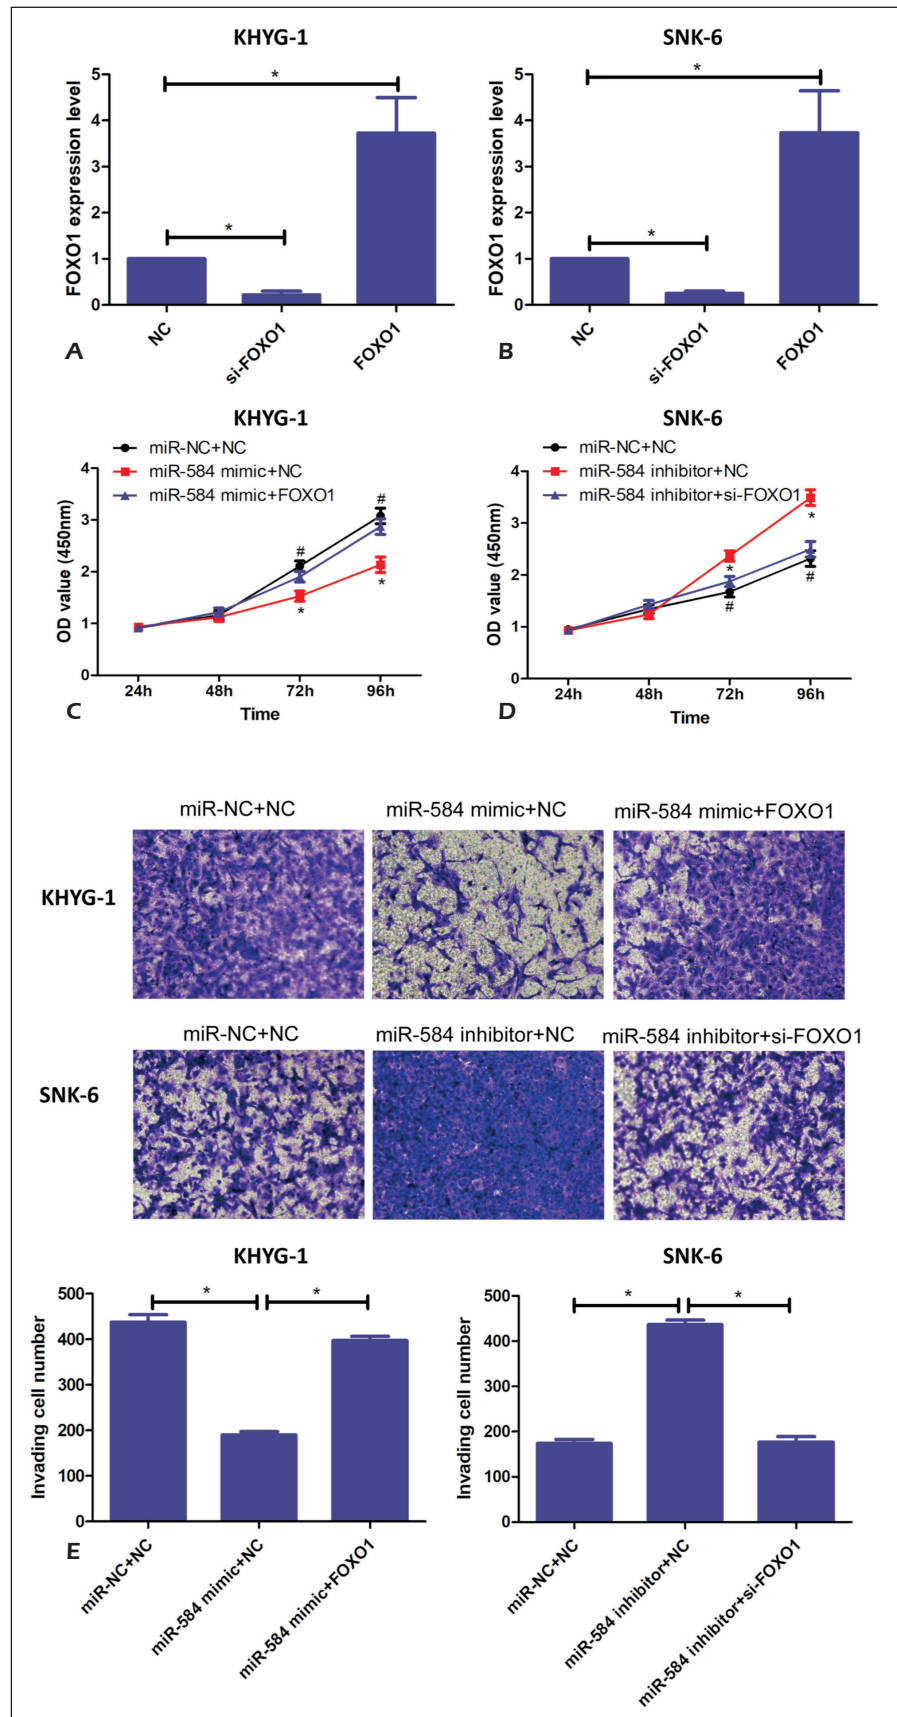 KHYG-1
SNK-6
FOXO1 expression level
5
4
3
2
1
0
*
*
NC
si-FOXO1
FOXO1
A
FOXO1 expression level
5
4
3
2
1
0
*
*
NC
si-FOXO1
FOXO1
B
KHYG-1
miR-NC+NC
miR-584 mimic+NC
miR-584 mimic+FOXO1
OD value (450nm)
4
3
2
1
0
#
#
*
*
24h
48h
72h
96h
Time
C
SNK-6
miR-NC+NC
miR-584 inhibitor+NC
miR-584 inhibitor+si-FOXO1
OD value (450nm)
4
3
2
1
0
*
*
#
#
24h
48h
72h
96h
Time
D
miR-NC+NC
miR-584 mimic+NC
miR-584 mimic+FOXO1
KHYG-1
miR-NC+NC
miR-584 inhibitor+NC
miR-584 inhibitor+si-FOXO1
SNK-6
KHYG-1
Invading cell number
500
400
300
200
100
0
*
*
miR-NC+NC
miR-584 mimic+NC
miR-584 mimic+FOXO1
E
SNK-6
Invading cell number
500
400
300
200
100
0
*
*
miR-NC+NC
miR-584 inhibitor+NC
miR-584 inhibitor+si-FOXO1